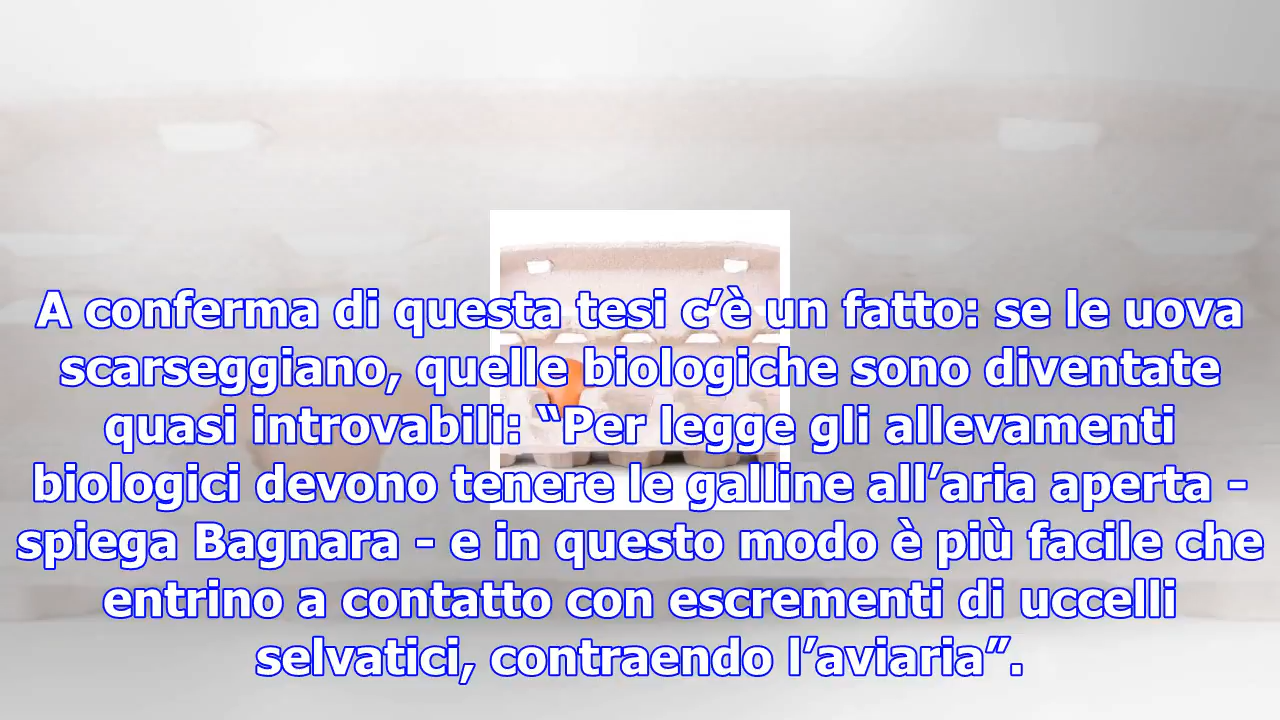 A conferma di questa tesi c’è un fatto: se le uova
scarseggiano, quelle biologiche sono diventate
quasi introvabili: “Per legge gli allevamenti
biologici devono tenere le galline all’aria aperta -
spiega Bagnara - e in questo modo è più facile che
entrino a contatto con escrementi di uccelli
selvatici, contraendo l’aviaria”.